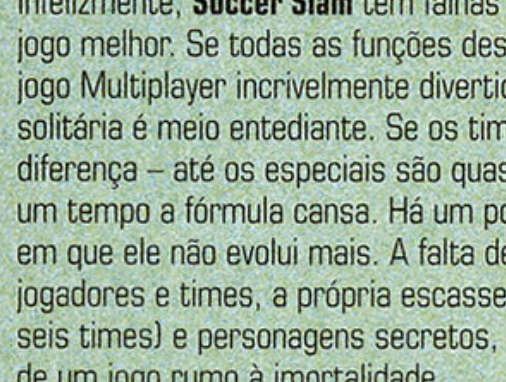 Infelizmente, Soccer Slam tem falhas
jogo melhor. Se todas as funções des
jogo Multiplayer incrivelmente divertid
solitária é meio entediante. Se os tim
diferença – até os especiais são quas
um tempo a fórmula cansa. Há um po
em que ele não evolui mais. A falta de
jogadores e times, a própria escasse
seis times) e personagens secretos,
de um jogo rumo à imortalidade